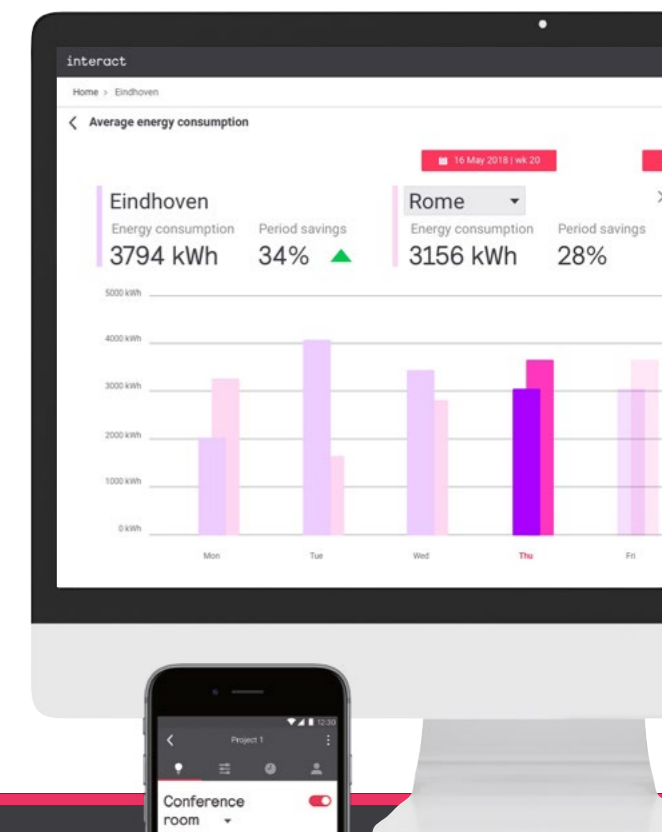 interact
Home > Eindhoven
Average energy consumption
16 May 2018 | wk 20
Eindhoven
Energy consumption Period savings
3794 kWh 34%
Rome
Energy consumption Period savings
3156 kWh 28%
5000 kWh
4000 kWh
3000 kWh
2000 kWh
1000 kWh
0 kWh
Mon Tue Wed Thu Fri
12:30
Project 1
Conference
room